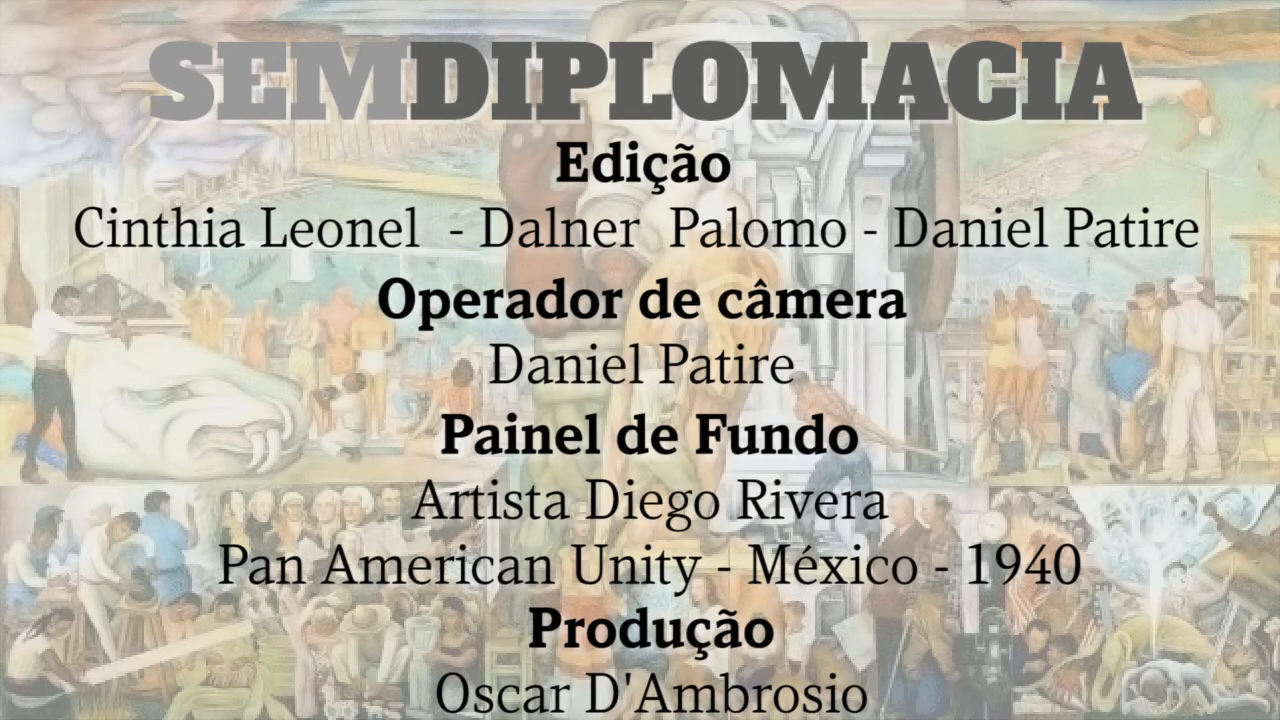 SEMDIPLOMACIA
Edição
Cinthia Leonel - Dalner Palomo - Daniel Patire
Operador de câmera
Daniel Patire
Painel de Fundo
Artista Diego Rivera
Pan American Unity - México - 1940
Produção
Oscar D'Ambrosio